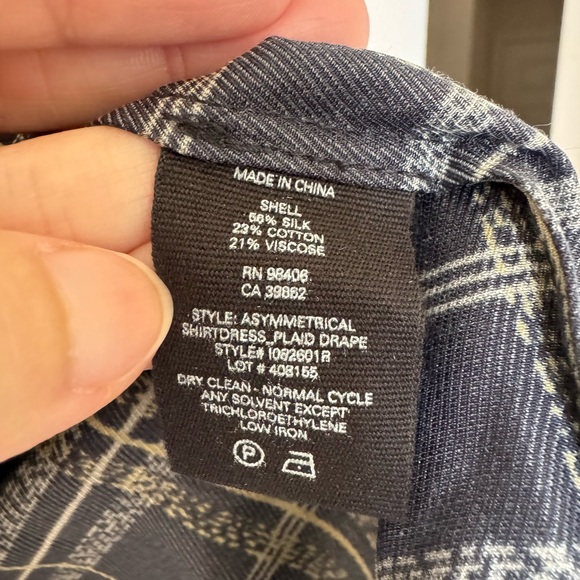 MADE IN CHINA
SHELL
56% SILK
23% COTTON
21% VISCOSE
RN 98406
CA 39862
STYLE: ASYMMETRICAL
SHIRTDRESS_PLAID DRAPE
STYLE# I082601R
LOT # 408155
DRY CLEAN - NORMAL CYCLE
ANY SOLVENT EXCEPT
TRICHLOROETHYLENE
LOW IRON
P